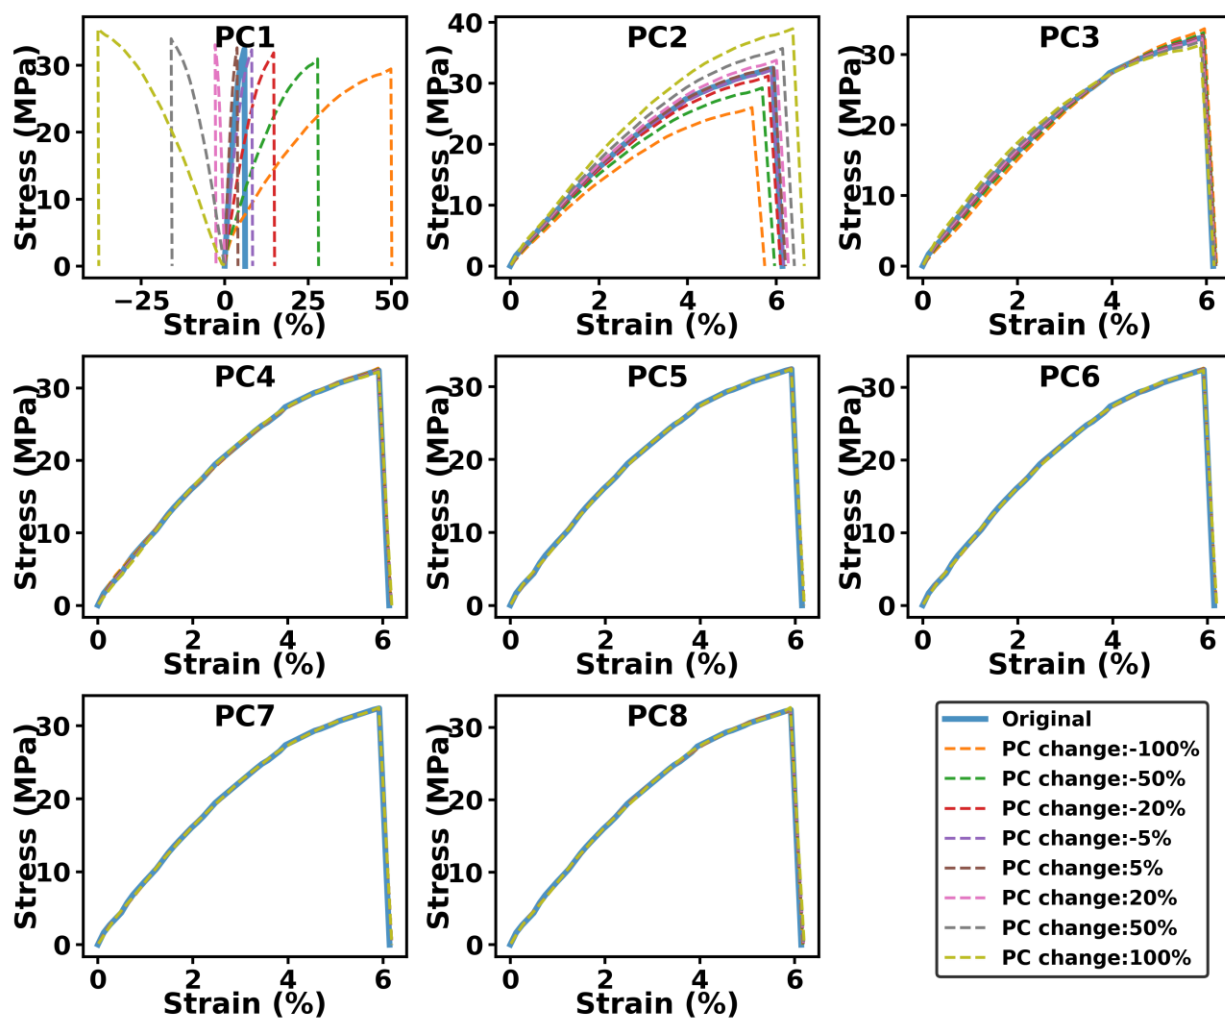 PC1
Stress (MPa)
30
20
10
0
−25
0
25
50
Strain (%)
PC2
Stress (MPa)
40
30
20
10
0
0
2
4
6
Strain (%)
PC3
Stress (MPa)
30
20
10
0
0
2
4
6
Strain (%)
PC4
Stress (MPa)
30
20
10
0
0
2
4
6
Strain (%)
PC5
Stress (MPa)
30
20
10
0
0
2
4
6
Strain (%)
PC6
Stress (MPa)
30
20
10
0
0
2
4
6
Strain (%)
PC7
Stress (MPa)
30
20
10
0
0
2
4
6
Strain (%)
PC8
Stress (MPa)
30
20
10
0
0
2
4
6
Strain (%)
Original
PC change:-100%
PC change:-50%
PC change:-20%
PC change:-5%
PC change:5%
PC change:20%
PC change:50%
PC change:100%